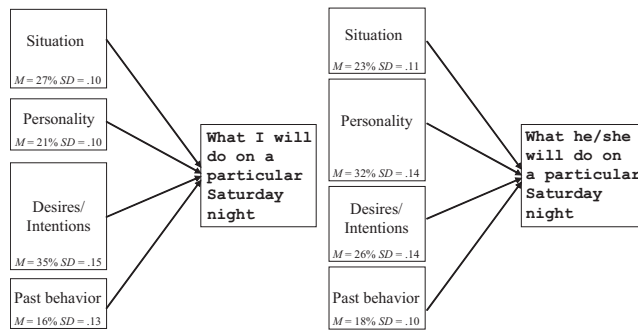 Situation
M = 27% SD = .10
Personality
M = 21% SD = .10
Desires/
Intentions
M = 35% SD = .15
Past behavior
M = 16% SD = .13
What I will
do on a
particular
Saturday
night
Situation
M = 23% SD = .11
Personality
M = 32% SD = .14
Desires/
Intentions
M = 26% SD = .14
Past behavior
M = 18% SD = .10
What he/she
will do on
a particular
Saturday
night